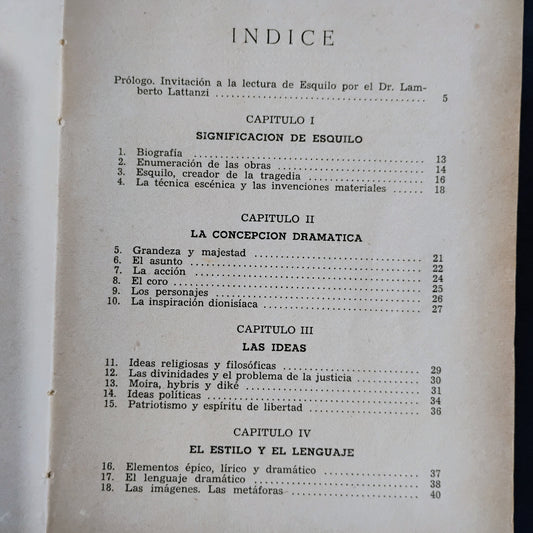 INDICE
Prólogo. Invitación a la lectura de Esquilo por el Dr. Lam-
berto Lattanzi ........................................ 5
CAPITULO I
SIGNIFICACION DE ESQUILO
1. Biografía ........................................ 13
2. Enumeración de las obras ........................ 14
3. Esquilo, creador de la tragedia .................. 16
4. La técnica escénica y las invenciones materiales ...... 18
CAPITULO II
LA CONCEPCION DRAMATICA
5. Grandeza y majestad ............................ 21
6. El asunto ........................................ 22
7. La acción ........................................ 24
8. El coro .......................................... 25
9. Los personajes .................................. 26
10. La inspiración dionisíaca ........................ 27
CAPITULO III
LAS IDEAS
11. Ideas religiosas y filosóficas ...................... 29
12. Las divinidades y el problema de la justicia .......... 30
13. Moira, hybris y diké .............................. 31
14. Ideas políticas .................................... 34
15. Patriotismo y espíritu de libertad .................. 36
CAPITULO IV
EL ESTILO Y EL LENGUAJE
16. Elementos épico, lírico y dramático ................ 37
17. El lenguaje dramático ............................ 38
18. Las imágenes. Las metáforas ...................... 40